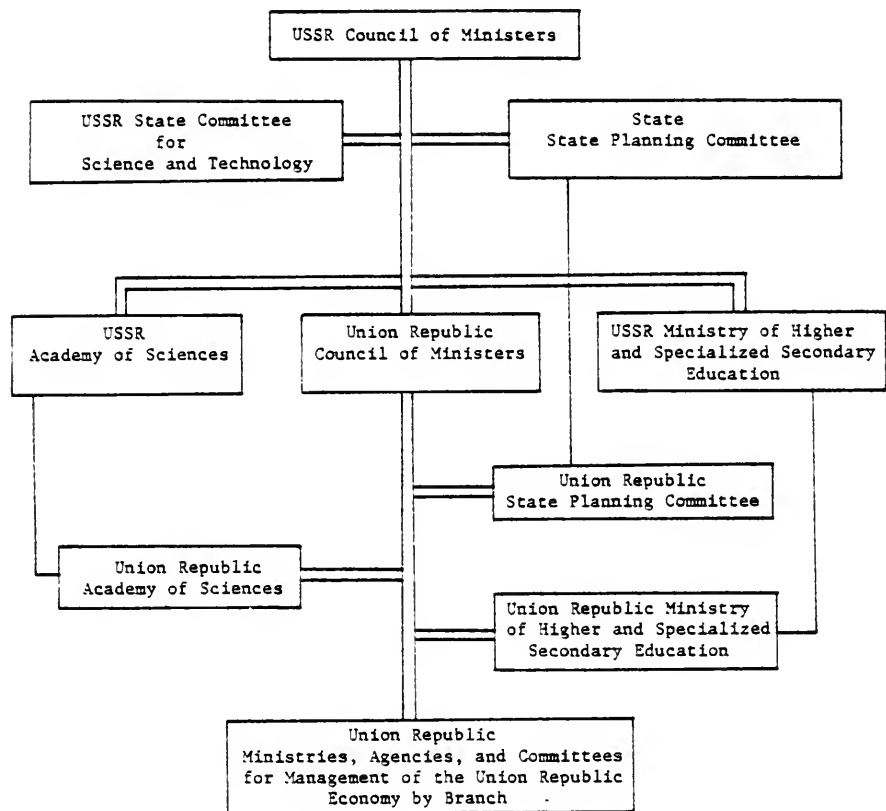 USSR Council of Ministers
USSR State Committee
for
Science and Technology
State
State Planning Committee
USSR
Academy of Sciences
Union Republic
Council of Ministers
USSR Ministry of Higher
and Specialized Secondary
Education
Union Republic
State Planning Committee
Union Republic
Academy of Sciences
Union Republic Ministry
of Higher and Specialized
Secondary Education
Union Republic
Ministries, Agencies, and Committees
for Management of the Union Republic
Economy by Branch